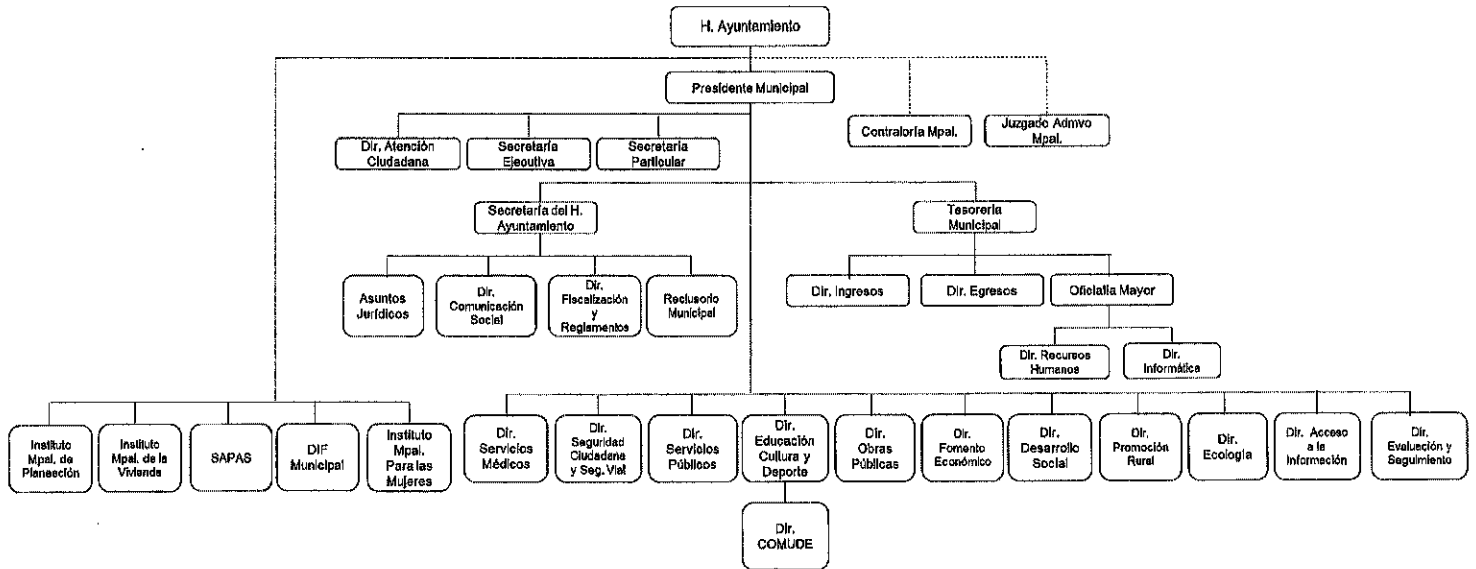 H. Ayuntamiento
Presidente Municipal
Contraloría Mpal.
Juzgado Admvo
Mpal.
Dir. Atención
Ciudadana
Secretaría
Ejecutiva
Secretaría
Particular
Secretaría del H.
Ayuntamiento
Tesorería
Municipal
Asuntos
Jurídicos
Dir.
Comunicación
Social
Dir.
Fiscalización
y
Reglamentos
Reclusorio
Municipal
Dir. Ingresos
Dir. Egresos
Oficialía Mayor
Dir. Recursos
Humanos
Dir.
Informática
Instituto
Mpal. de
Planeación
Instituto
Mpal. de la
Vivienda
SAPAS
DIF
Municipal
Instituto
Mpal.
Para las
Mujeres
Dir.
Servicios
Médicos
Dir.
Seguridad
Ciudadana
y Seg. Vial
Dir.
Servicios
Públicos
Dir.
Educación
Cultura y
Deporte
Dir.
Obras
Públicas
Dir.
Fomento
Económico
Dir.
Desarrollo
Social
Dir.
Promoción
Rural
Dir.
Ecología
Dir. Acceso
a la
Información
Dir.
Evaluación y
Seguimiento
Dir.
COMUDE